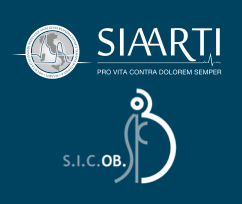 SIAARTI
PRO VITA CONTRA DOLOREM SEMPER
S.I.C.OB.